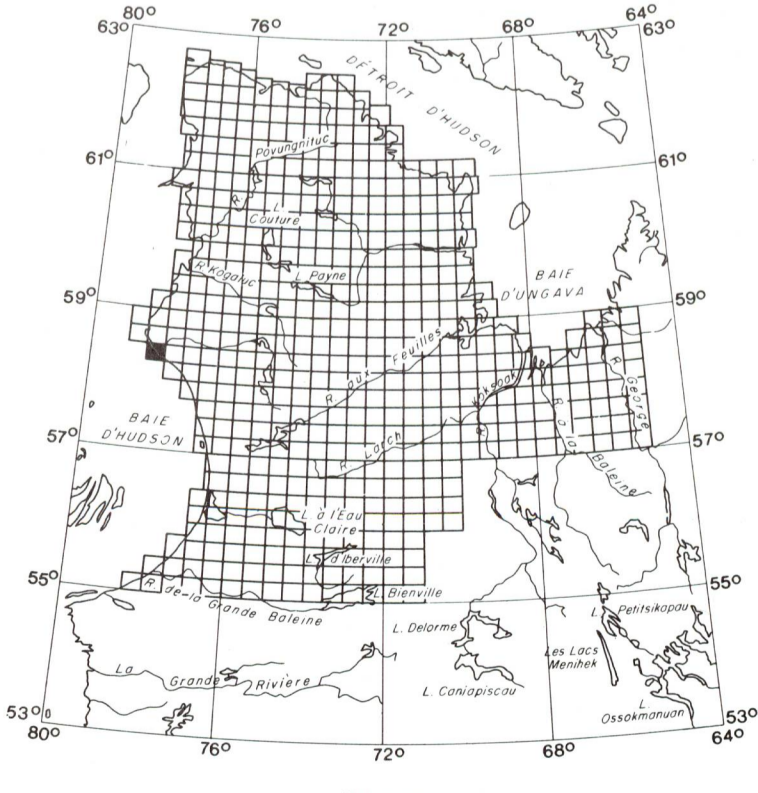 80° 76° 72° 68° 64°
63° 63°
DÉTROIT D'HUDSON
Povungnituc
61° 61°
R.
L.
Couture
R. Kogaluc
L. Payne
BAIE
D'UNGAVA
59° 59°
R. aux Feuilles
Koksoak
R. George
BAIE
D'HUDSON
57° 57°
R. Larch
R. à la Baleine
L. à l'Eau
Claire
L. d'Iberville
55° 55°
R. de-la Grande Baleine
L. Bienville
L. Petitsikapau
L. Delorme
Les Lacs
Menihek
La Grande Rivière
L. Caniapiscau
L.
Ossokmanuan
53° 53°
80° 76° 72° 68° 64°